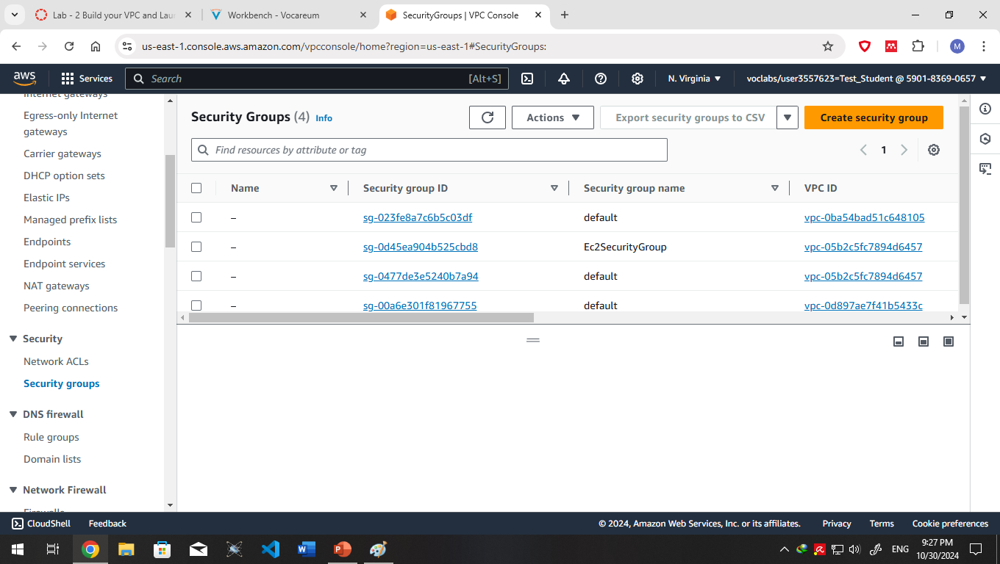 Lab - 2 Build your VPC and Lau
Workbench - Vocareum
SecurityGroups | VPC Console
us-east-1.console.aws.amazon.com/vpcconsole/home?region=us-east-1#SecurityGroups:
M
aws
Services
Search
[Alt+S]
N. Virginia
voclabs/user3557623=Test_Student @ 5901-8369-0657
Internet gateways
Egress-only Internet
gateways
Carrier gateways
DHCP option sets
Elastic IPs
Managed prefix lists
Endpoints
Endpoint services
NAT gateways
Peering connections
Security
Network ACLs
Security groups
DNS firewall
Rule groups
Domain lists
Network Firewall
Firewalls
Security Groups (4) Info
Actions
Export security groups to CSV
Create security group
Find resources by attribute or tag
1
Name Security group ID Security group name VPC ID
– sg-023fe8a7c6b5c03df default vpc-0ba54bad51c648105
– sg-0d45ea904b525cbd8 Ec2SecurityGroup vpc-05b2c5fc7894d6457
– sg-0477de3e5240b7a94 default vpc-05b2c5fc7894d6457
– sg-00a6e301f81967755 default vpc-0d897ae7f41b5433c
CloudShell
Feedback
© 2024, Amazon Web Services, Inc. or its affiliates.
Privacy
Terms
Cookie preferences
ENG
9:27 PM
10/30/2024